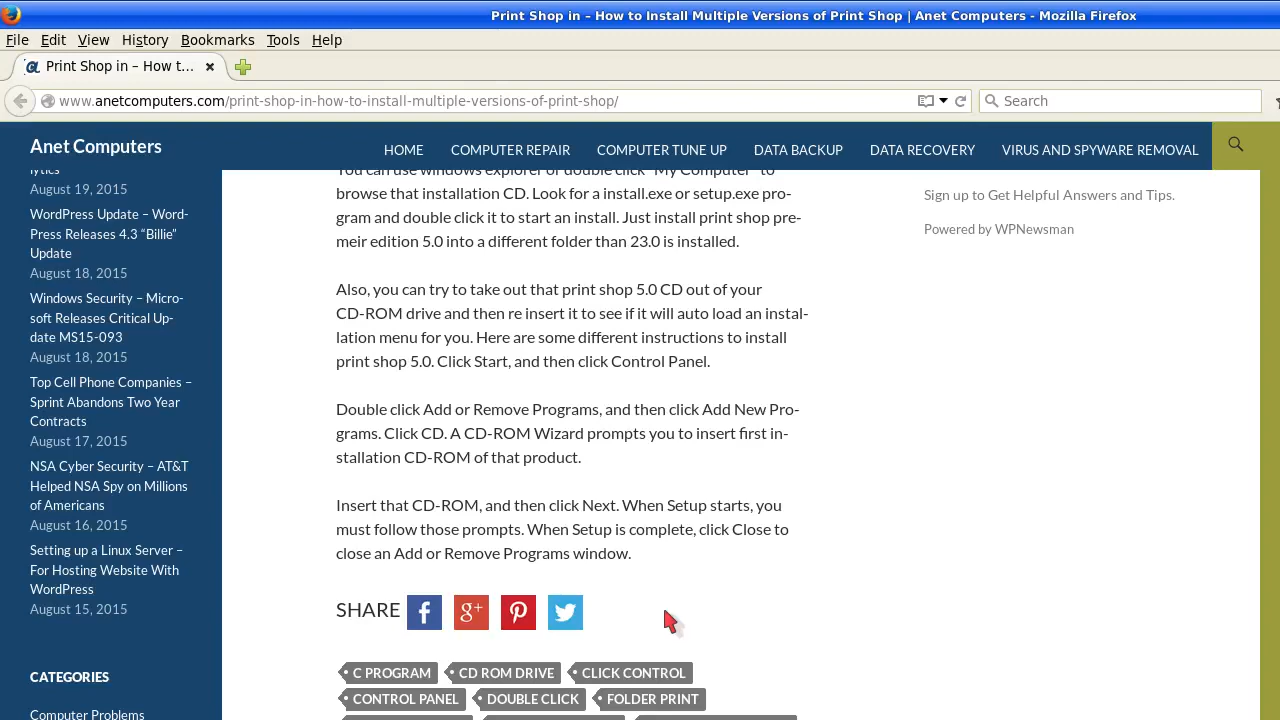 Print Shop in – How to Install Multiple Versions of Print Shop | Anet Computers - Mozilla Firefox
File Edit View History Bookmarks Tools Help
Print Shop in – How t...
www.anetcomputers.com/print-shop-in-how-to-install-multiple-versions-of-print-shop/
Search
Anet Computers
HOME COMPUTER REPAIR COMPUTER TUNE UP DATA BACKUP DATA RECOVERY VIRUS AND SPYWARE REMOVAL
lytics
August 19, 2015
WordPress Update – Word-
Press Releases 4.3 “Billie”
Update
August 18, 2015
Windows Security – Micro-
soft Releases Critical Up-
date MS15-093
August 18, 2015
Top Cell Phone Companies –
Sprint Abandons Two Year
Contracts
August 17, 2015
NSA Cyber Security – AT&T
Helped NSA Spy on Millions
of Americans
August 16, 2015
Setting up a Linux Server –
For Hosting Website With
WordPress
August 15, 2015
CATEGORIES
Computer Problems
You can use windows explorer or double click "My Computer" to
browse that installation CD. Look for a install.exe or setup.exe pro-
gram and double click it to start an install. Just install print shop pre-
meir edition 5.0 into a different folder than 23.0 is installed.
Also, you can try to take out that print shop 5.0 CD out of your
CD-ROM drive and then re insert it to see if it will auto load an instal-
lation menu for you. Here are some different instructions to install
print shop 5.0. Click Start, and then click Control Panel.
Double click Add or Remove Programs, and then click Add New Pro-
grams. Click CD. A CD-ROM Wizard prompts you to insert first in-
stallation CD-ROM of that product.
Insert that CD-ROM, and then click Next. When Setup starts, you
must follow those prompts. When Setup is complete, click Close to
close an Add or Remove Programs window.
SHARE
C PROGRAM CD ROM DRIVE CLICK CONTROL
CONTROL PANEL DOUBLE CLICK FOLDER PRINT
Sign up to Get Helpful Answers and Tips.
Powered by WPNewsman